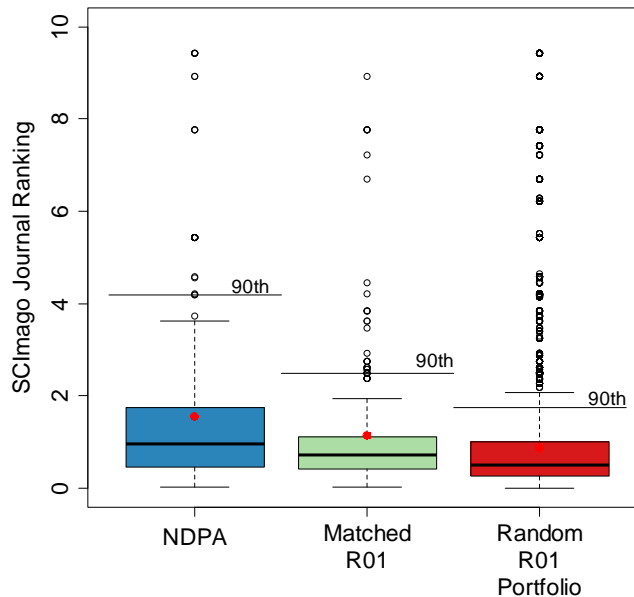 SCImago Journal Ranking
10
8
6
4
2
0
90th
90th
90th
NDPA
Matched
R01
Random
R01
Portfolio